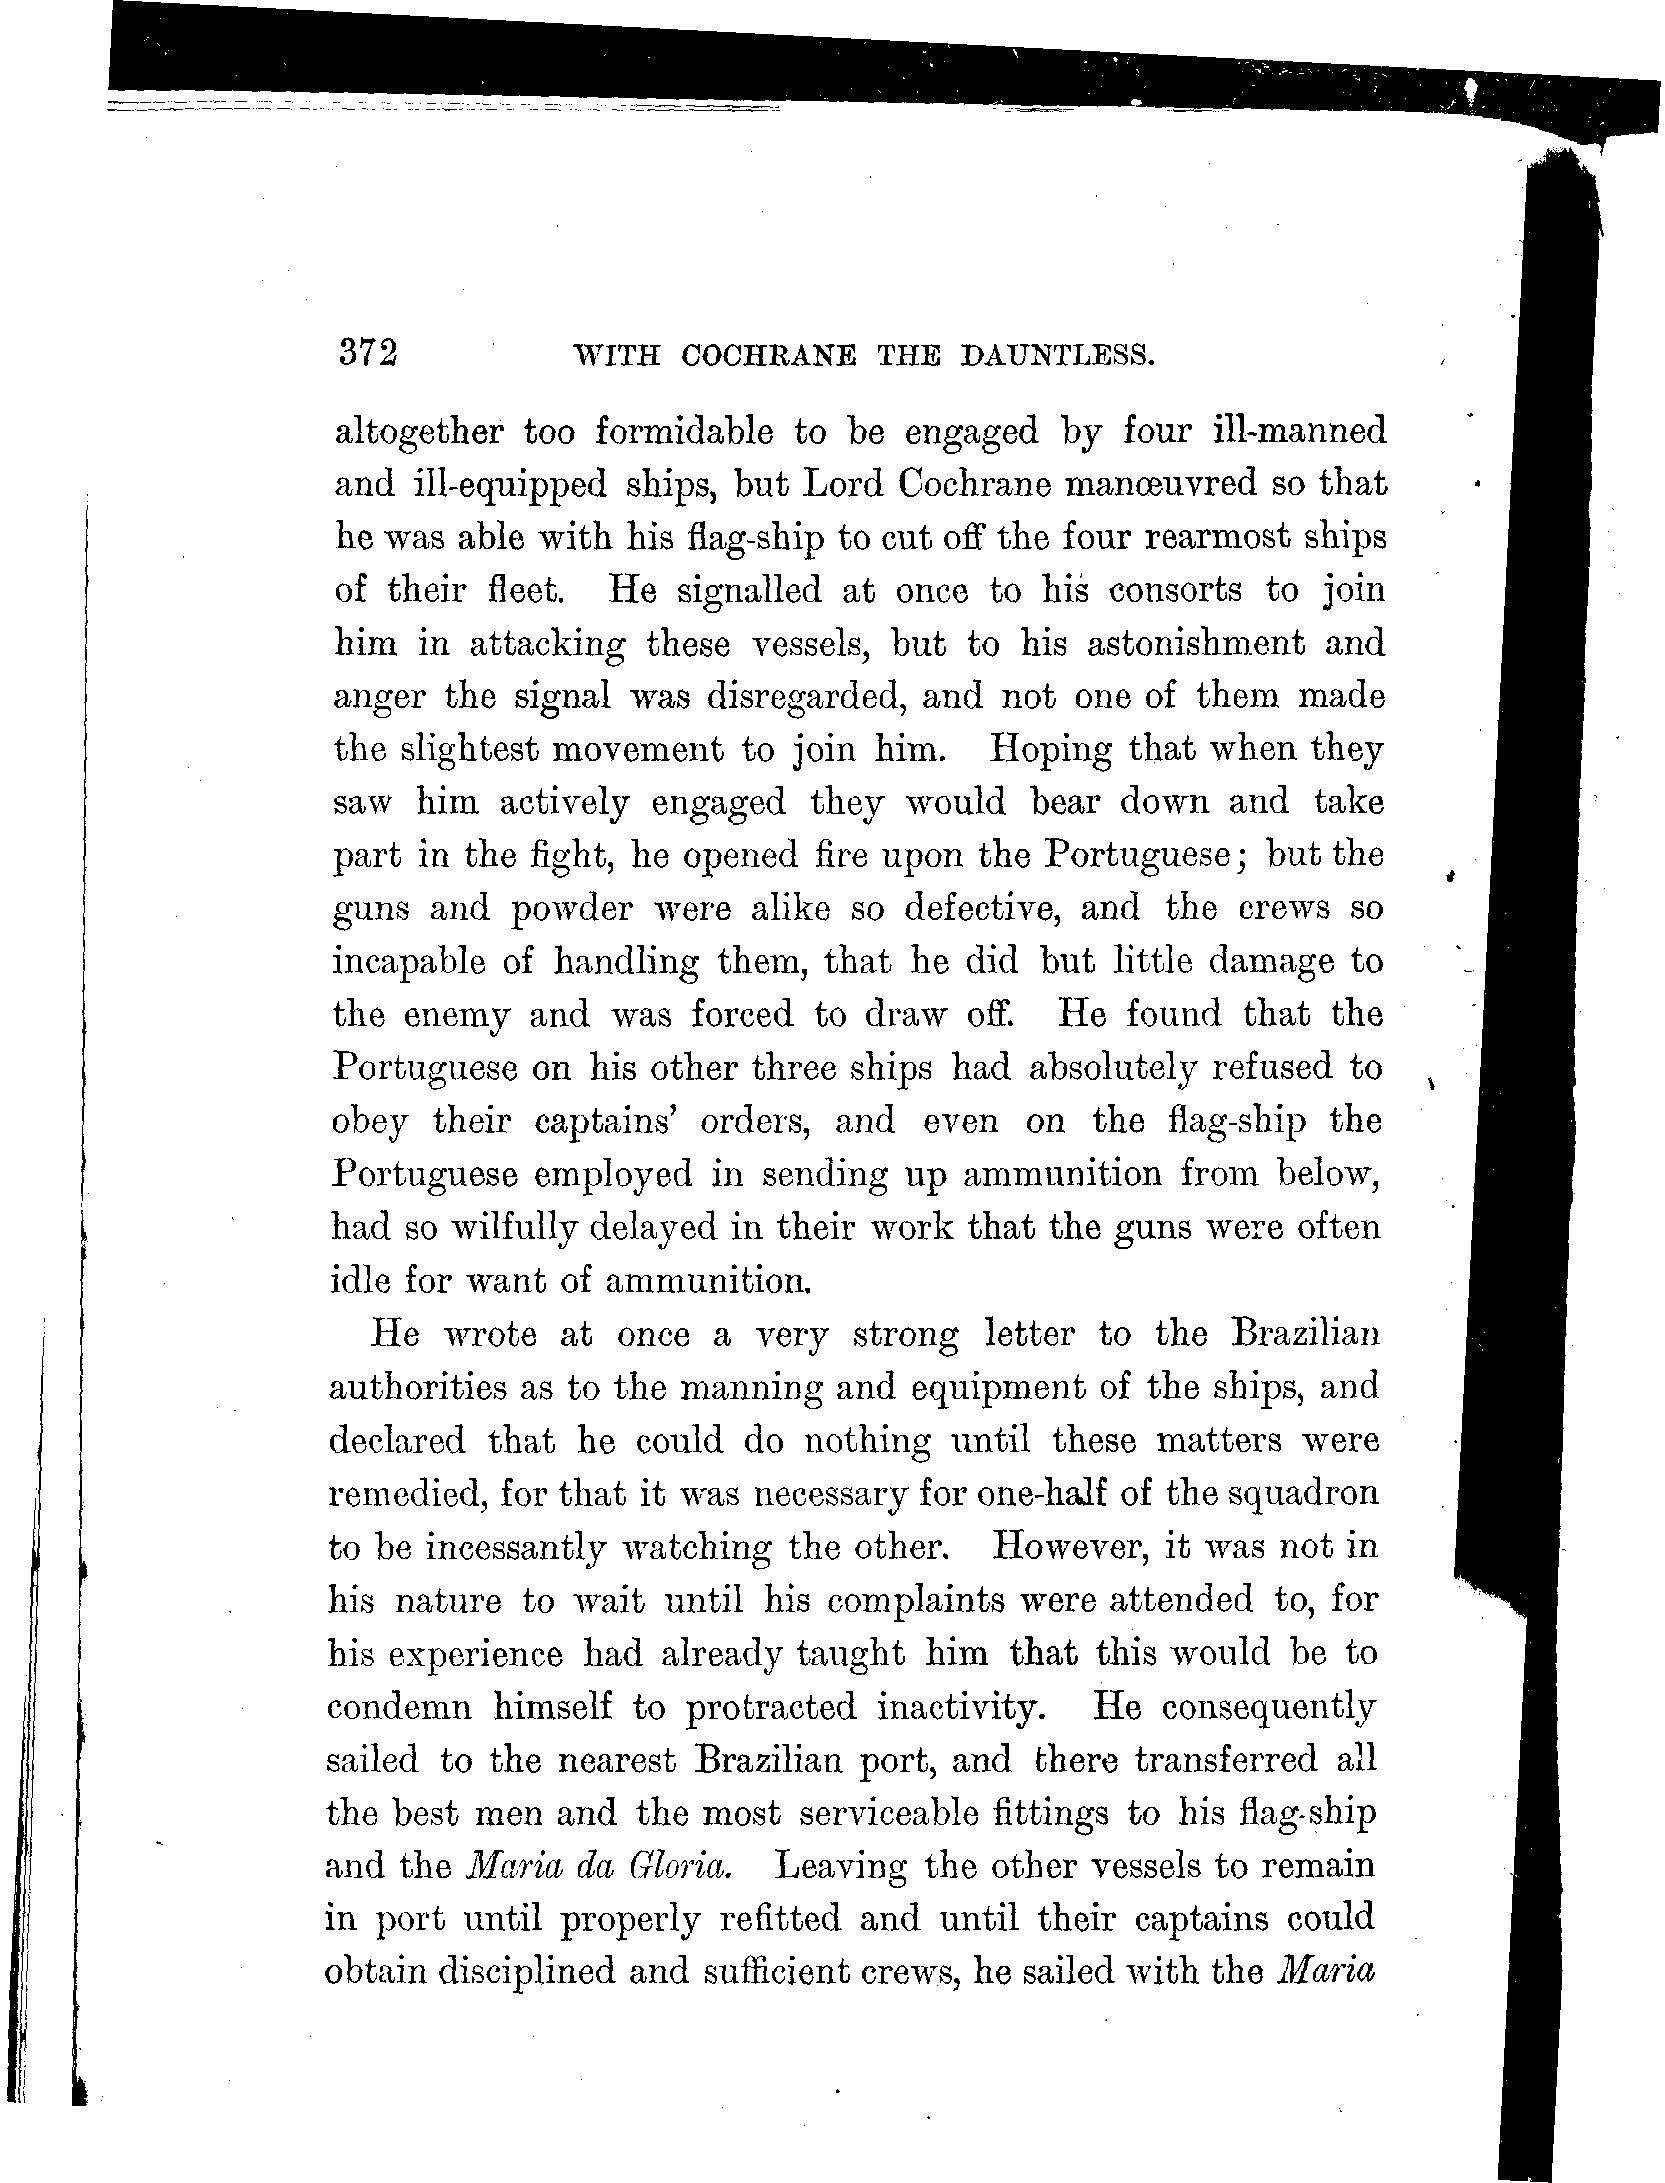 372 WITH COCHRANE THE DAUNTLESS.
altogether too formidable to be engaged by four ill-manned
and ill-equipped ships, but Lord Cochrane manœuvred so that
he was able with his flag-ship to cut off the four rearmost ships
of their fleet. He signalled at once to his consorts to join
him in attacking these vessels, but to his astonishment and
anger the signal was disregarded, and not one of them made
the slightest movement to join him. Hoping that when they
saw him actively engaged they would bear down and take
part in the fight, he opened fire upon the Portuguese; but the
guns and powder were alike so defective, and the crews so
incapable of handling them, that he did but little damage to
the enemy and was forced to draw off. He found that the
Portuguese on his other three ships had absolutely refused to
obey their captains' orders, and even on the flag-ship the
Portuguese employed in sending up ammunition from below,
had so wilfully delayed in their work that the guns were often
idle for want of ammunition.
He wrote at once a very strong letter to the Brazilian
authorities as to the manning and equipment of the ships, and
declared that he could do nothing until these matters were
remedied, for that it was necessary for one-half of the squadron
to be incessantly watching the other. However, it was not in
his nature to wait until his complaints were attended to, for
his experience had already taught him that this would be to
condemn himself to protracted inactivity. He consequently
sailed to the nearest Brazilian port, and there transferred all
the best men and the most serviceable fittings to his flag-ship
and the Maria da Gloria. Leaving the other vessels to remain
in port until properly refitted and until their captains could
obtain disciplined and sufficient crews, he sailed with the Maria